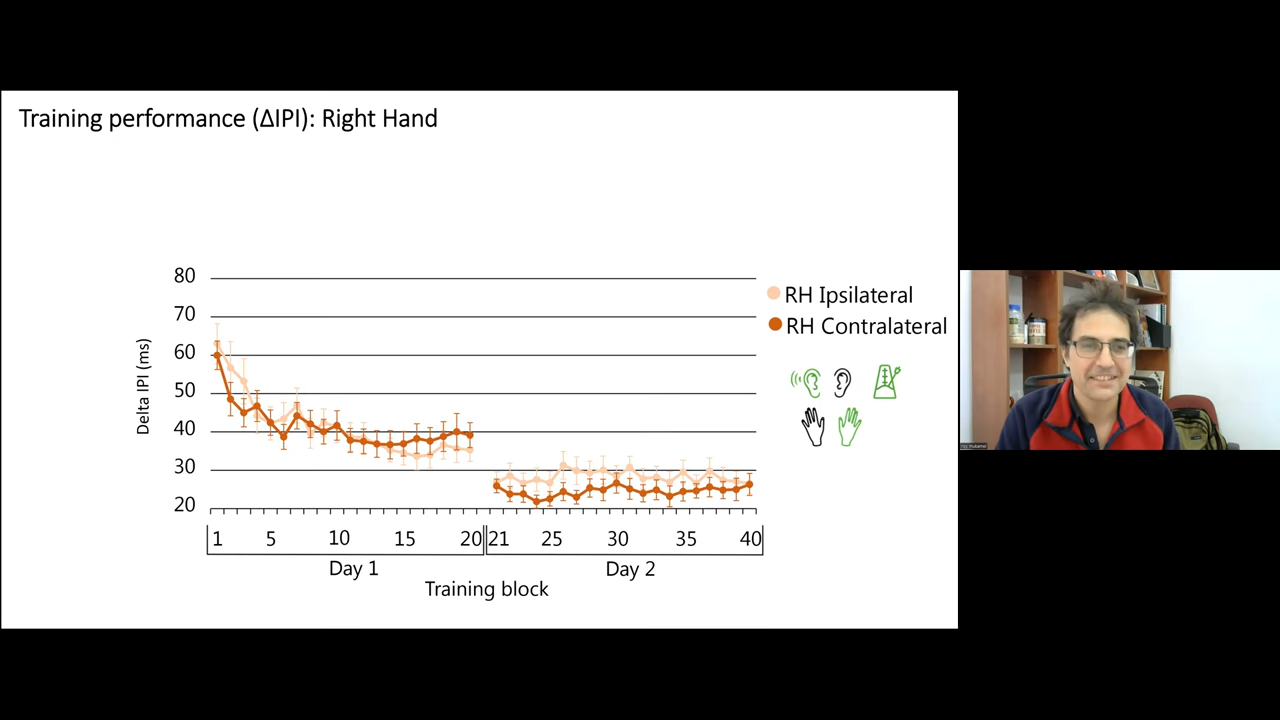 Training performance (ΔIPI): Right Hand
80
70
60
50
40
30
20
Delta IPI (ms)
RH Ipsilateral
RH Contralateral
1 5 10 15 20 21 25 30 35 40
Day 1 Day 2
Training block